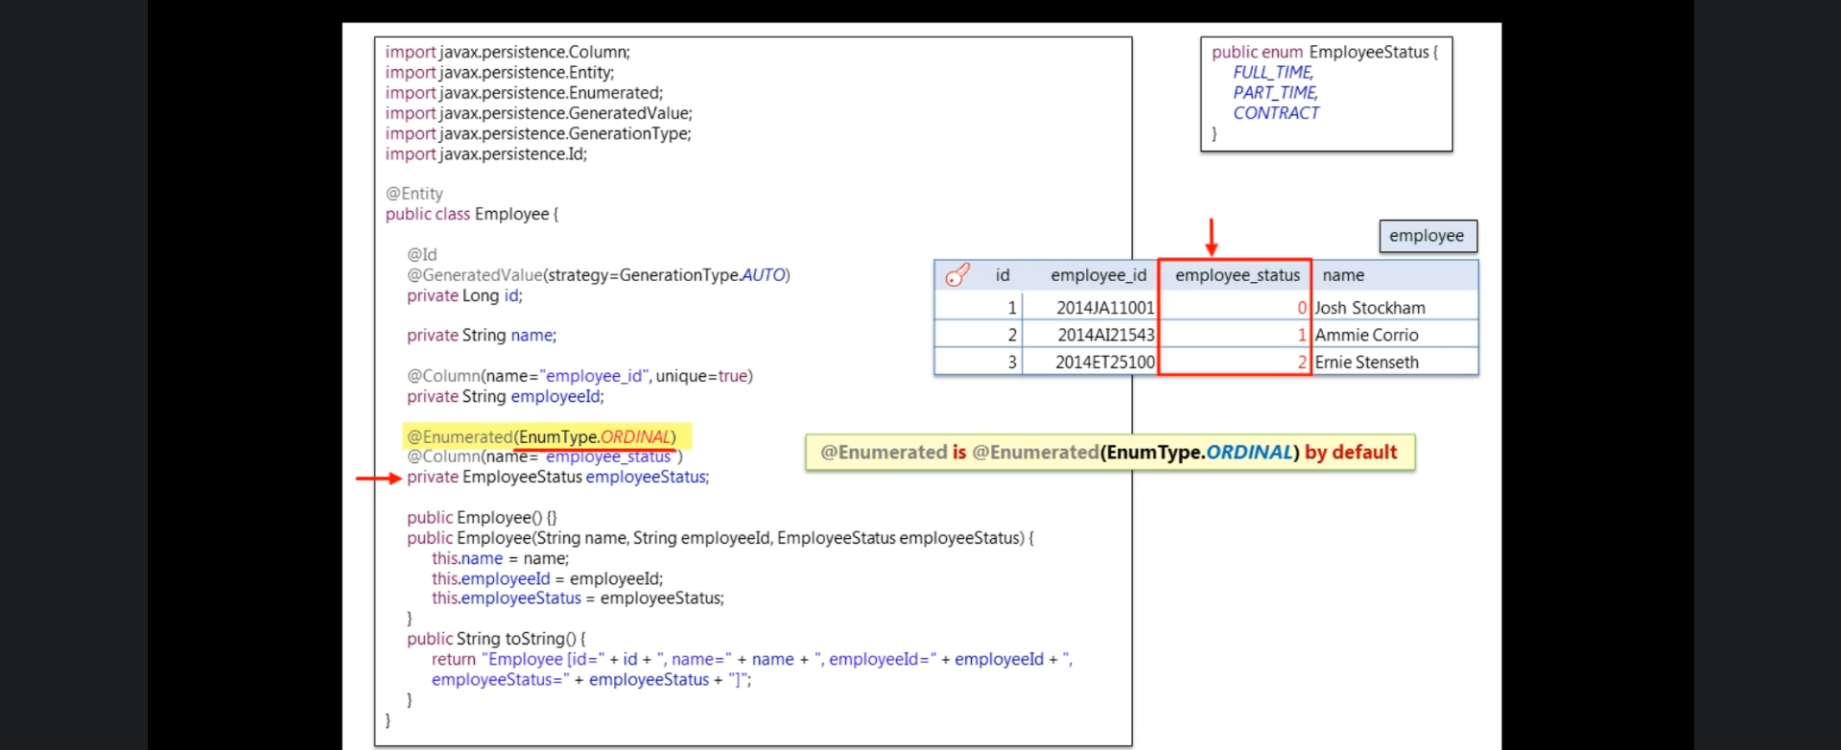 import javax.persistence.Column;
import javax.persistence.Entity;
import javax.persistence.Enumerated;
import javax.persistence.GeneratedValue;
import javax.persistence.GenerationType;
import javax.persistence.Id;
@Entity
public class Employee {
@Id
@GeneratedValue(strategy=GenerationType.AUTO)
private Long id;
private String name;
@Column(name="employee_id", unique=true)
private String employeeId;
@Enumerated(EnumType.ORDINAL)
@Column(name="employee_status")
private EmployeeStatus employeeStatus;
public Employee() {}
public Employee(String name, String employeeId, EmployeeStatus employeeStatus) {
this.name = name;
this.employeeId = employeeId;
this.employeeStatus = employeeStatus;
}
public String toString() {
return "Employee [id=" + id + ", name=" + name + ", employeeId=" + employeeId + ",
employeeStatus=" + employeeStatus + "]";
}
}
public enum EmployeeStatus {
FULL_TIME,
PART_TIME,
CONTRACT
}
employee
id employee_id employee_status name
1 2014JA11001 0 Josh Stockham
2 2014AI21543 1 Ammie Corrio
3 2014ET25100 2 Ernie Stenseth
@Enumerated is @Enumerated(EnumType.ORDINAL) by default